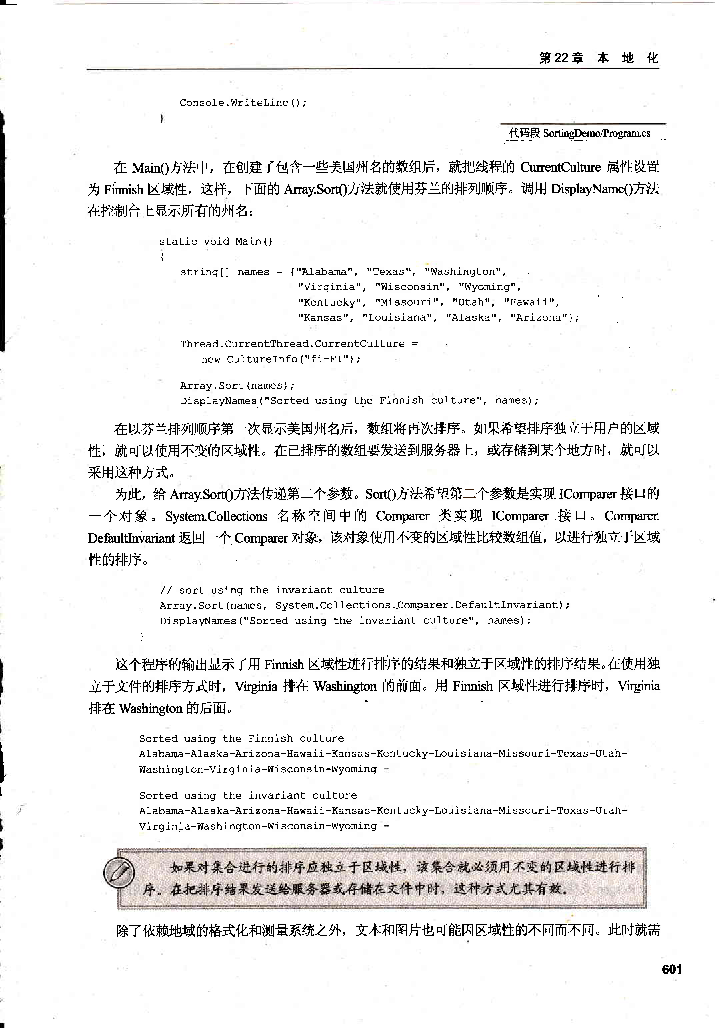 第22章 本 地 化
Console.WriteLine();
}
代码段 SortingDemo/Program.cs
在 Main()方法中，在创建了包含一些美国州名的数组后，就把线程的 CurrentCulture 属性设置
为 Finnish 区域性，这样，下面的 Array.Sort()方法就使用芬兰的排列顺序。调用 DisplayName()方法
在控制台上显示所有的州名：
static void Main()
{
string[] names = {"Alabama", "Texas", "Washington",
"Virginia", "Wisconsin", "Wyoming",
"Kentucky", "Missouri", "Utah", "Hawaii",
"Kansas", "Louisiana", "Alaska", "Arizona"};
Thread.CurrentThread.CurrentCulture =
new CultureInfo("fi-FI");
Array.Sort(names);
DisplayNames("Sorted using the Finnish culture", names);
在以芬兰排列顺序第一次显示美国州名后，数组将再次排序。如果希望排序独立于用户的区域
性，就可以使用不变的区域性。在已排序的数组要发送到服务器上，或存储到某个地方时，就可以
采用这种方式。
为此，给 Array.Sort()方法传递第二个参数。Sort()方法希望第二个参数是实现 IComparer 接口的
一个对象。System.Collections 名称空间中的 Comparer 类实现 IComparer 接口。Comparer.
DefaultInvariant 返回一个 Comparer 对象，该对象使用不变的区域性比较数组值，以进行独立于区域
性的排序。
// sort using the invariant culture
Array.Sort(names, System.Collections.Comparer.DefaultInvariant);
DisplayNames("Sorted using the invariant culture", names);
}
这个程序的输出显示了用 Finnish 区域性进行排序的结果和独立于区域性的排序结果。在使用独
立于文件的排序方式时，Virginia 排在 Washington 的前面。用 Finnish 区域性进行排序时，Virginia
排在 Washington 的后面。
Sorted using the Finnish culture
Alabama-Alaska-Arizona-Hawaii-Kansas-Kentucky-Louisiana-Missouri-Texas-Utah-
Washington-Virginia-Wisconsin-Wyoming -
Sorted using the invariant culture
Alabama-Alaska-Arizona-Hawaii-Kansas-Kentucky-Louisiana-Missouri-Texas-Utah-
Virginia-Washington-Wisconsin-Wyoming -
如果对集合进行的排序应独立于区域性，该集合就必须用不变的区域性进行排
序。在把排序结果发送给服务器或存储在文件中时，这种方式尤其有效。
除了依赖地域的格式化和测量系统之外，文本和图片也可能因区域性的不同而不同。此时就需
601